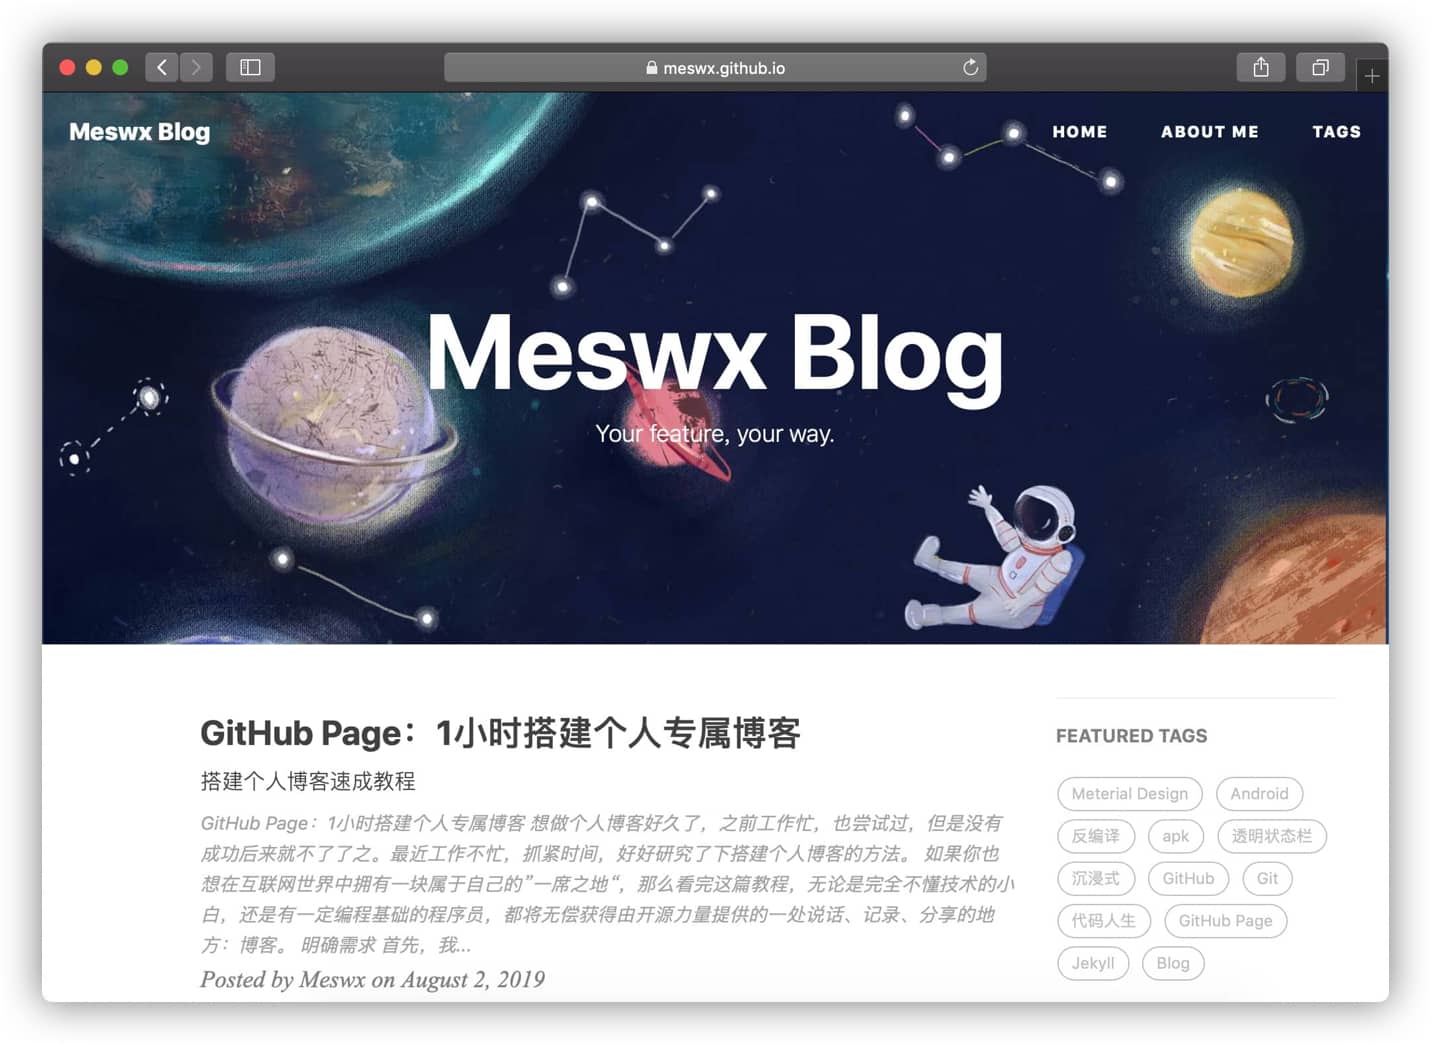 meswx.github.io
Meswx Blog
HOME ABOUT ME TAGS
Meswx Blog
Your feature, your way.
GitHub Page：1小时搭建个人专属博客
搭建个人博客速成教程
GitHub Page：1小时搭建个人专属博客 想做个人博客好久了，之前工作忙，也尝试过，但是没有
成功后来就不了了之。最近工作不忙，抓紧时间，好好研究了下搭建个人博客的方法。 如果你也
想在互联网世界中拥有一块属于自己的”一席之地“，那么看完这篇教程，无论是完全不懂技术的小
白，还是有一定编程基础的程序员，都将无偿获得由开源力量提供的一处说话、记录、分享的地
方：博客。 明确需求 首先，我...
Posted by Meswx on August 2, 2019
FEATURED TAGS
Meterial Design Android
反编译 apk 透明状态栏
沉浸式 GitHub Git
代码人生 GitHub Page
Jekyll Blog